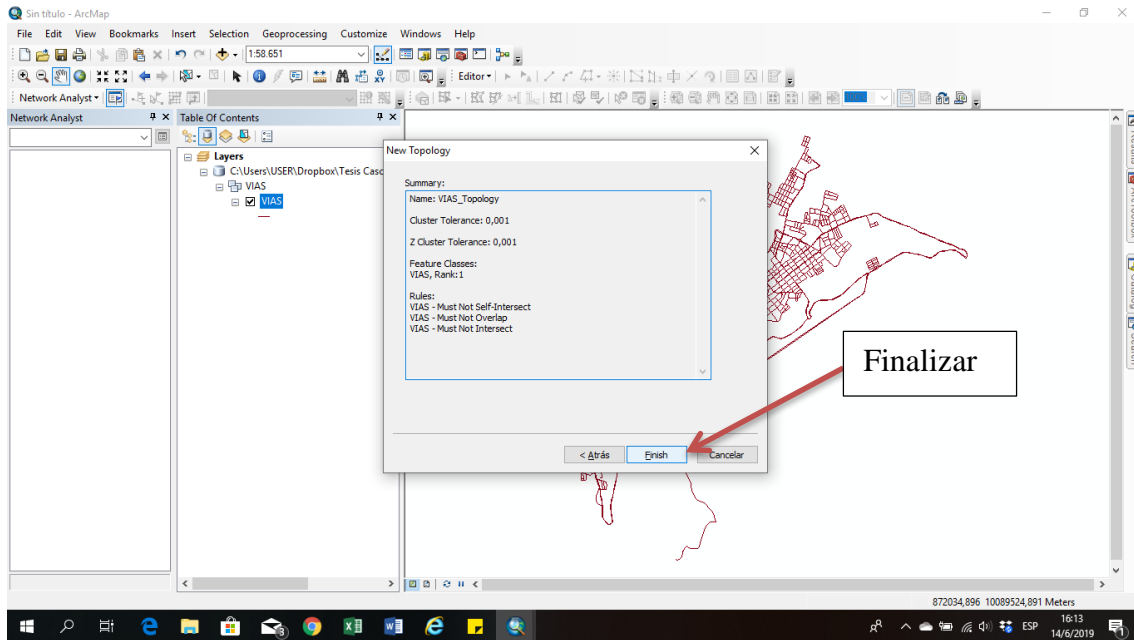 Sin título - ArcMap
File Edit View Bookmarks Insert Selection Geoprocessing Customize Windows Help
1:58.651
Editor
Network Analyst
Network Analyst
Table Of Contents
Layers
C:\Users\USER\Dropbox\Tesis Casc
VIAS
VIAS
New Topology
Summary:
Name: VIAS_Topology
Cluster Tolerance: 0,001
Z Cluster Tolerance: 0,001
Feature Classes:
VIAS, Rank:1
Rules:
VIAS - Must Not Self-Intersect
VIAS - Must Not Overlap
VIAS - Must Not Intersect
< Atrás
Finish
Cancelar
Finalizar
872034,896 10089524,891 Meters
ESP
16:13
14/6/2019